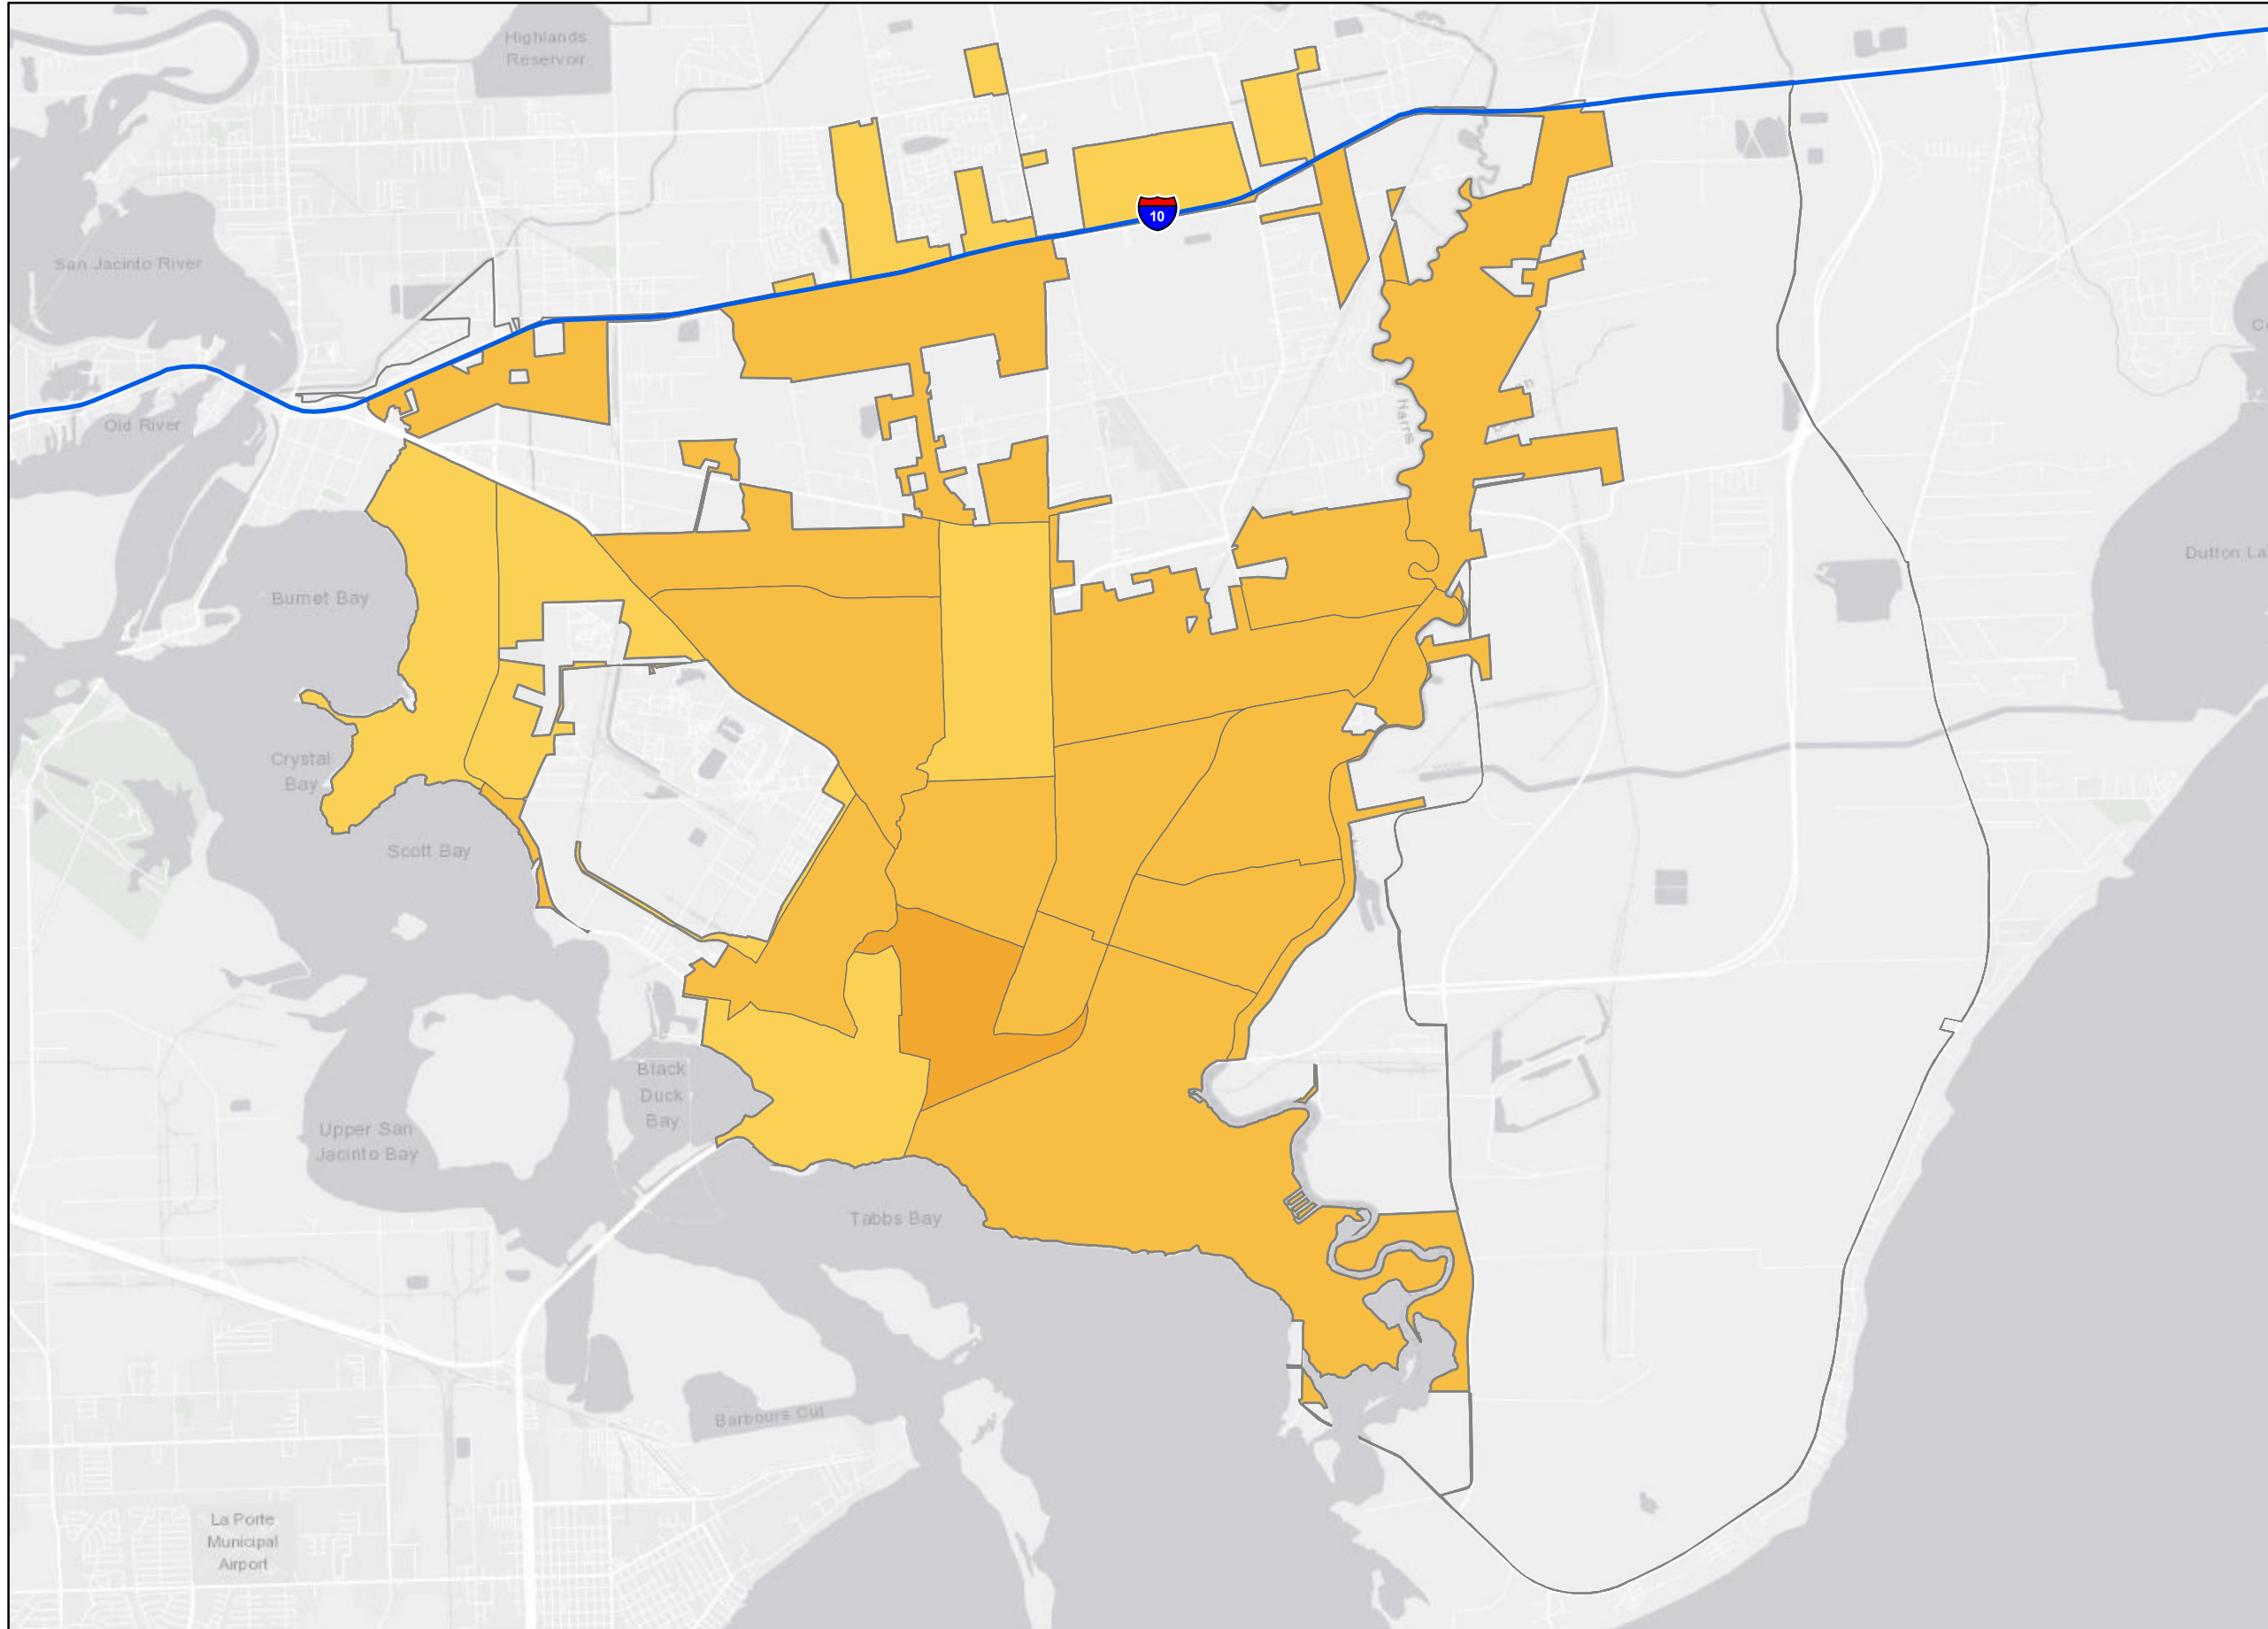 Highlands
Reservoir
10
San Jacinto River
Old River
Harris
Dutton La
Burnet Bay
Crystal
Bay
Scott Bay
Black
Duck
Bay
Upper San
Jacinto Bay
Tabbs Bay
Barbours Cut
La Porte
Municipal
Airport